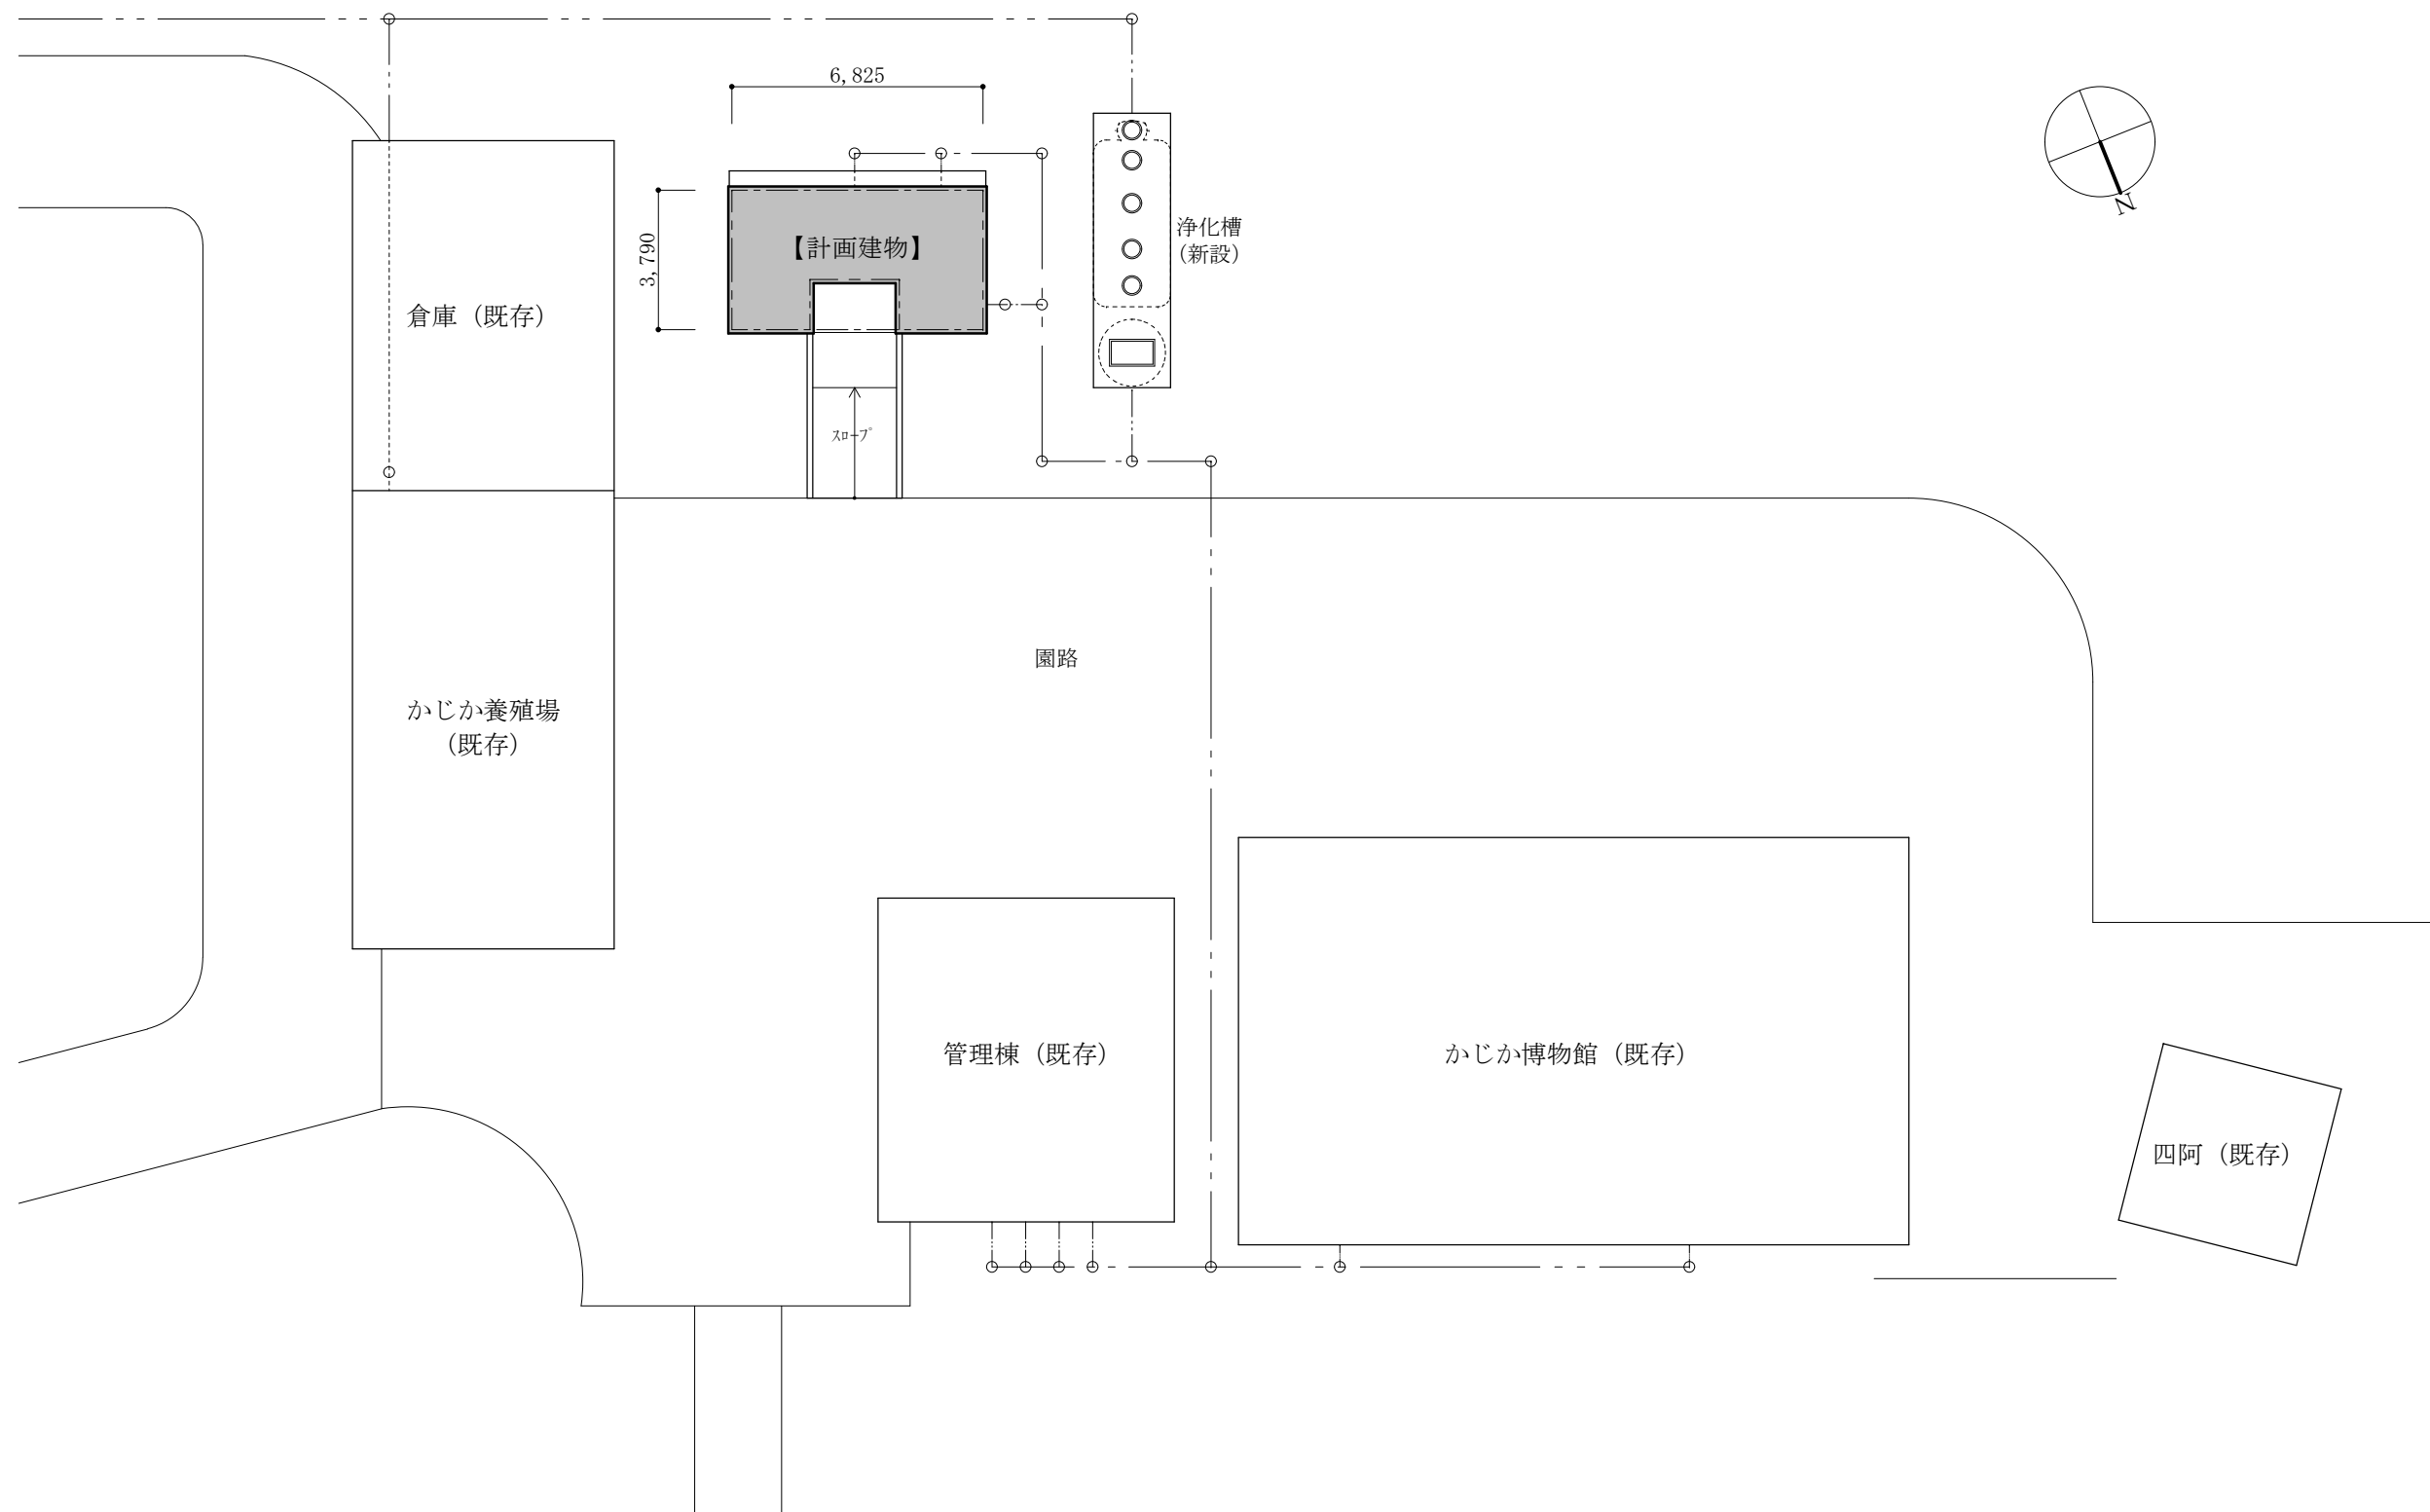 6,825
N
浄化槽
（新設）
3,790
【計画建物】
倉庫（既存）
ｽﾛｰﾌﾟ
園路
かじか養殖場
（既存）
管理棟（既存）
かじか博物館（既存）
四阿（既存）